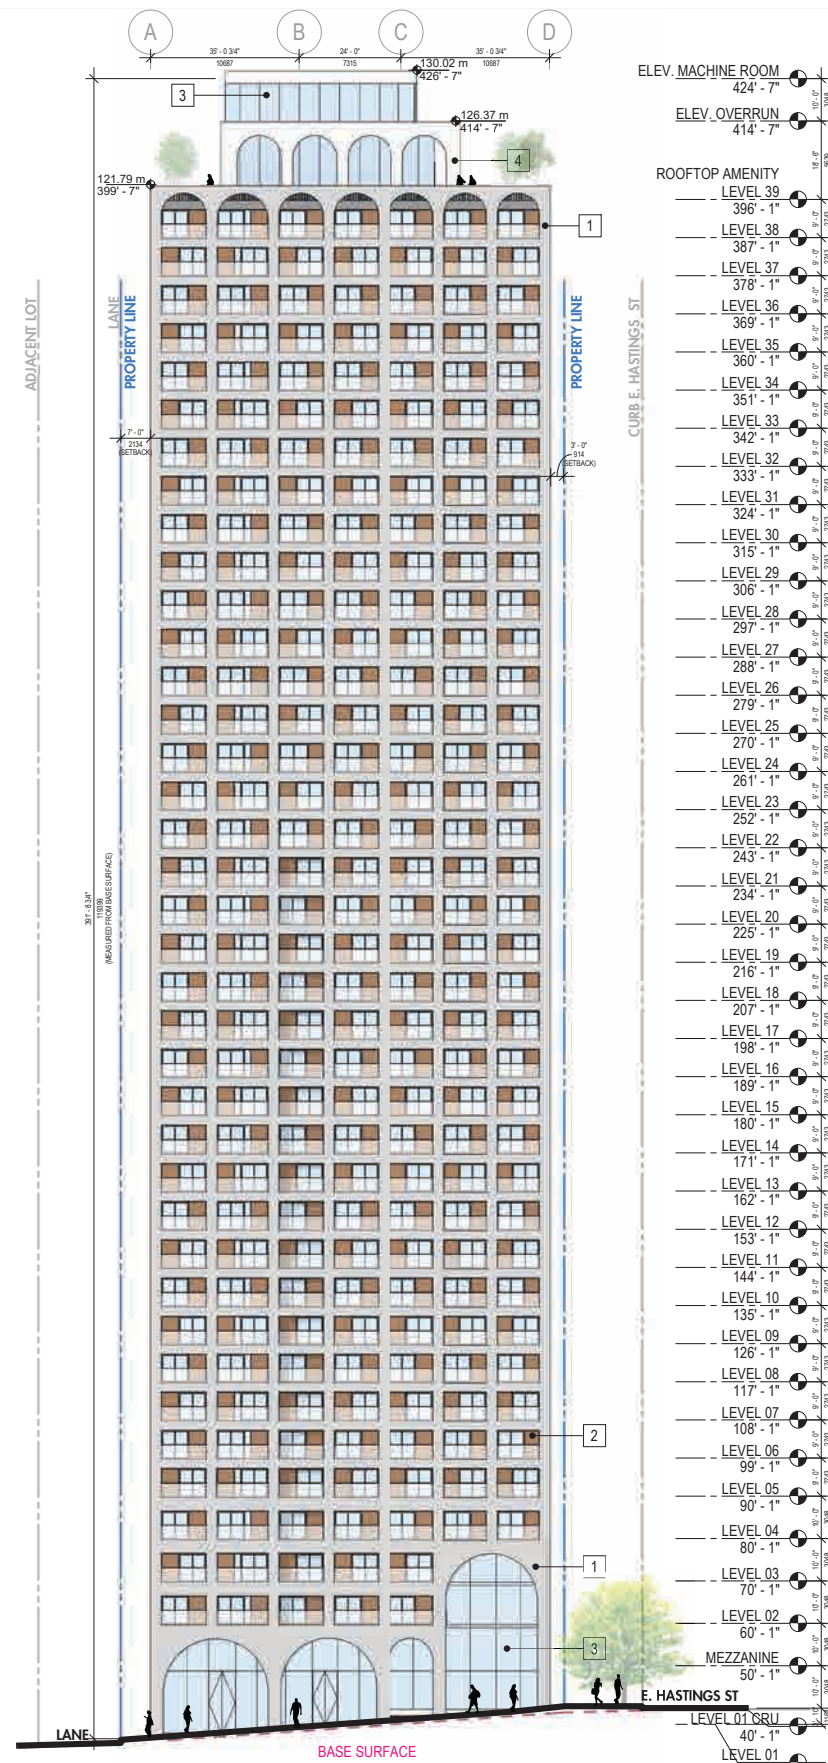 A
B
C
D
35' - 0 3/4"
10687
24' - 0"
7315
35' - 0 3/4"
10687
130.02 m
426' - 7"
126.37 m
414' - 7"
121.79 m
399' - 7"
3
4
1
2
1
3
ADJACENT LOT
LANE
PROPERTY LINE
PROPERTY LINE
CURB E. HASTINGS ST
7' - 0"
2134
(SETBACK)
3' - 0"
914
(SETBACK)
391' - 8 3/4"
119399
(MEASURED FROM BASE SURFACE)
ELEV. MACHINE ROOM
424' - 7"
ELEV. OVERRUN
414' - 7"
ROOFTOP AMENITY
LEVEL 39
396' - 1"
LEVEL 38
387' - 1"
LEVEL 37
378' - 1"
LEVEL 36
369' - 1"
LEVEL 35
360' - 1"
LEVEL 34
351' - 1"
LEVEL 33
342' - 1"
LEVEL 32
333' - 1"
LEVEL 31
324' - 1"
LEVEL 30
315' - 1"
LEVEL 29
306' - 1"
LEVEL 28
297' - 1"
LEVEL 27
288' - 1"
LEVEL 26
279' - 1"
LEVEL 25
270' - 1"
LEVEL 24
261' - 1"
LEVEL 23
252' - 1"
LEVEL 22
243' - 1"
LEVEL 21
234' - 1"
LEVEL 20
225' - 1"
LEVEL 19
216' - 1"
LEVEL 18
207' - 1"
LEVEL 17
198' - 1"
LEVEL 16
189' - 1"
LEVEL 15
180' - 1"
LEVEL 14
171' - 1"
LEVEL 13
162' - 1"
LEVEL 12
153' - 1"
LEVEL 11
144' - 1"
LEVEL 10
135' - 1"
LEVEL 09
126' - 1"
LEVEL 08
117' - 1"
LEVEL 07
108' - 1"
LEVEL 06
99' - 1"
LEVEL 05
90' - 1"
LEVEL 04
80' - 1"
LEVEL 03
70' - 1"
LEVEL 02
60' - 1"
MEZZANINE
50' - 1"
E. HASTINGS ST
LEVEL 01 CRU
40' - 1"
LEVEL 01
LANE
BASE SURFACE